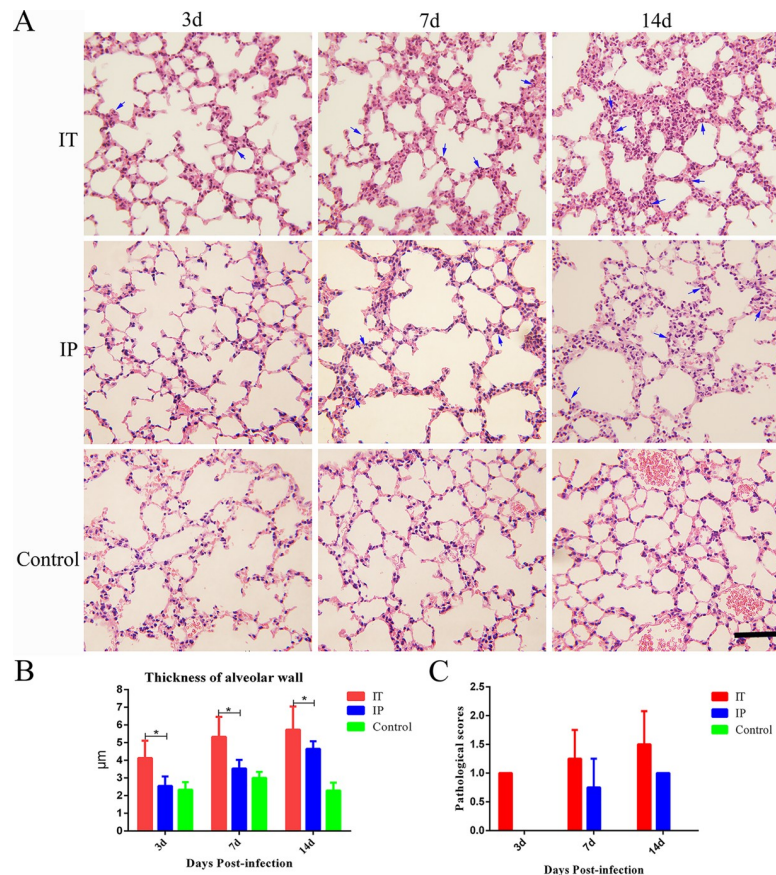 A
3d 7d 14d
IT
IP
Control
B
Thickness of alveolar wall
IT
IP
Control
8
7
6
5
4
3
2
1
0
μm
* * *
3d 7d 14d
Days Post-infection
C
2.5
2.0
1.5
1.0
0.5
0.0
Pathological scores
IT
IP
Control
3d 7d 14d
Days Post-infection